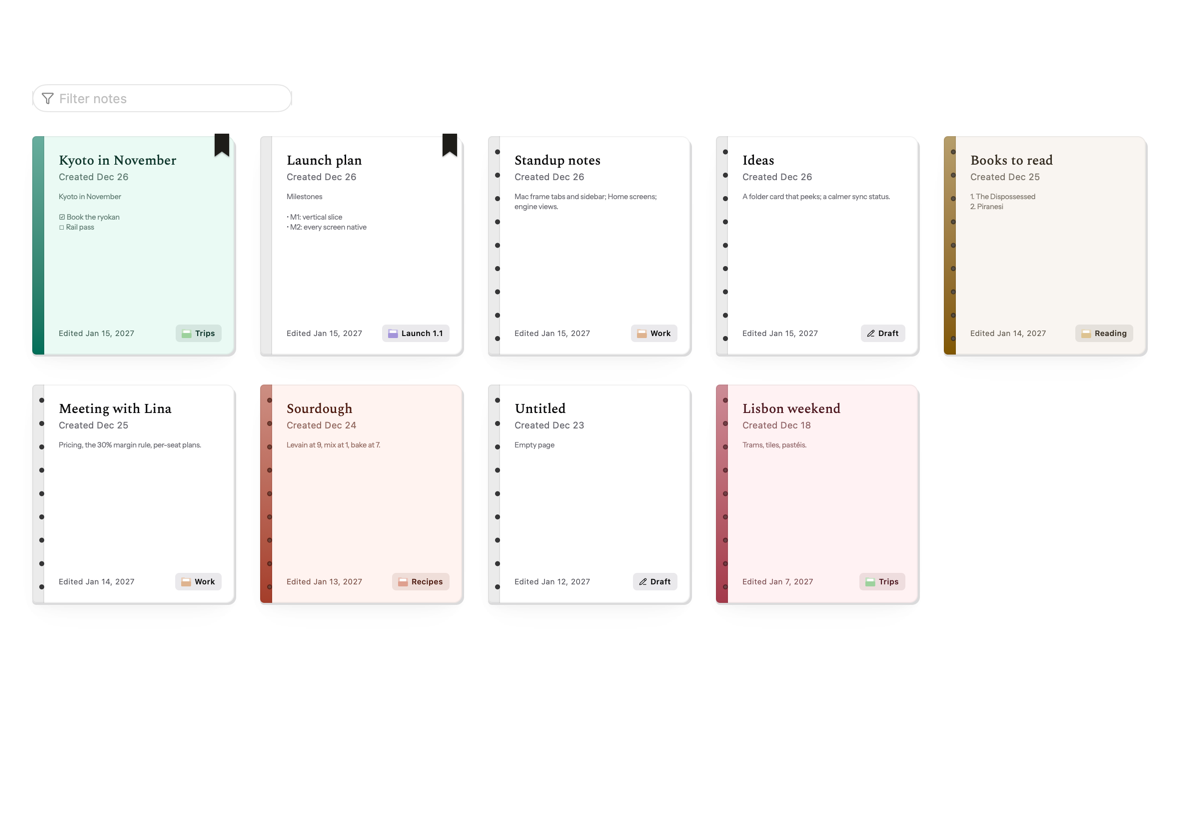 Filter notes
Kyoto in November
Created Dec 26
Kyoto in November
☑ Book the ryokan
☐ Rail pass
Edited Jan 15, 2027
Trips
Launch plan
Created Dec 26
Milestones
• M1: vertical slice
• M2: every screen native
Edited Jan 15, 2027
Launch 1.1
Standup notes
Created Dec 26
Mac frame tabs and sidebar; Home screens;
engine views.
Edited Jan 15, 2027
Work
Ideas
Created Dec 26
A folder card that peeks; a calmer sync status.
Edited Jan 15, 2027
Draft
Books to read
Created Dec 25
1. The Dispossessed
2. Piranesi
Edited Jan 14, 2027
Reading
Meeting with Lina
Created Dec 25
Pricing, the 30% margin rule, per-seat plans.
Edited Jan 14, 2027
Work
Sourdough
Created Dec 24
Levain at 9, mix at 1, bake at 7.
Edited Jan 13, 2027
Recipes
Untitled
Created Dec 23
Empty page
Edited Jan 12, 2027
Draft
Lisbon weekend
Created Dec 18
Trams, tiles, pastéis.
Edited Jan 7, 2027
Trips